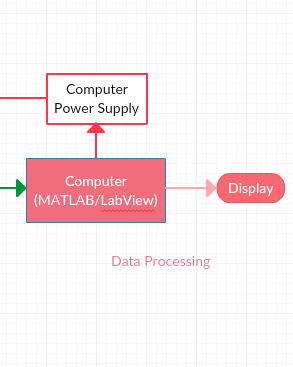 Computer
Power Supply
Computer
(MATLAB/LabView)
Display
Data Processing